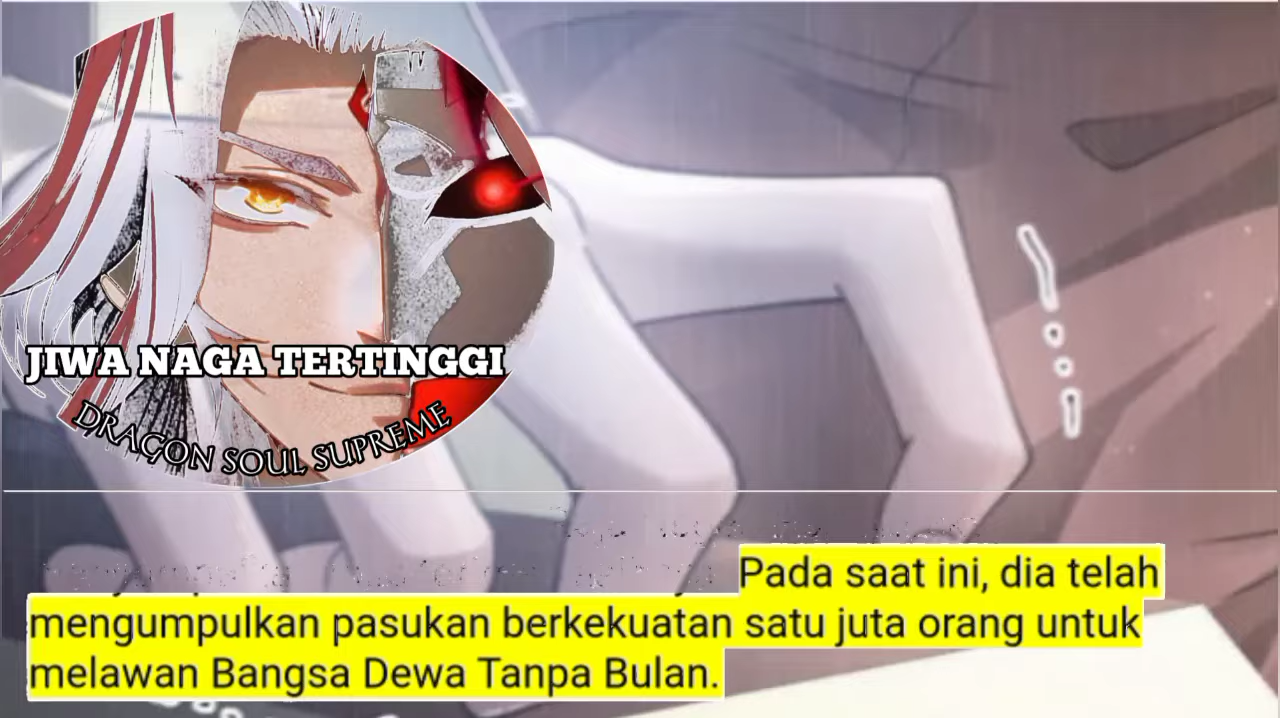 JIWA NAGA TERTINGGI
DRAGON SOUL SUPREME
Pada saat ini, dia telah
mengumpulkan pasukan berkekuatan satu juta orang untuk
melawan Bangsa Dewa Tanpa Bulan.